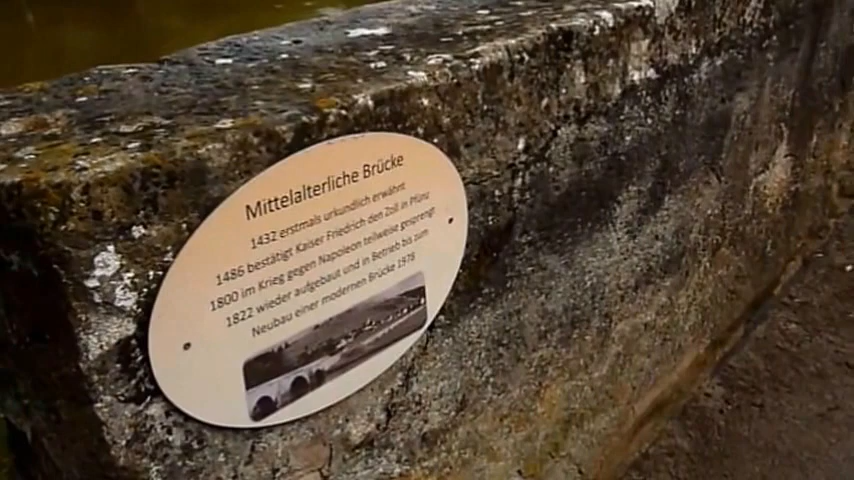 Mittelalterliche Brücke
1432 erstmals urkundlich erwähnt
1486 bestätigt Kaiser Friedrich den Zoll in Pfünz
1800 im Krieg gegen Napoleon teilweise gesprengt
1822 wieder aufgebaut und in Betrieb bis zum
Neubau einer modernen Brücke 1978